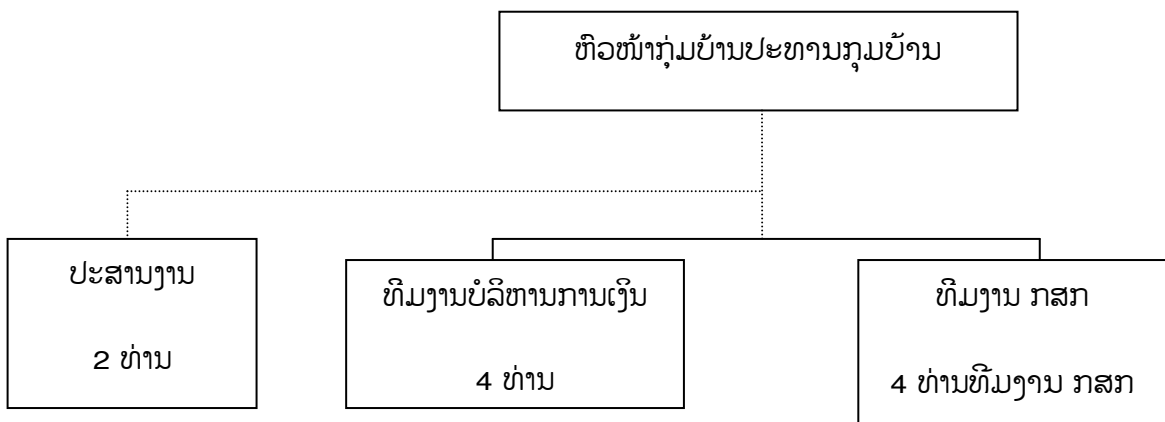 ຫົວໜ້າກຸ່ມບ້ານປະທານກຸມບ້ານ
ປະສານງານ
2 ທ່ານ
ທີມງານບໍລິຫານການເງິນ
4 ທ່ານ
ທີມງານ ກສກ
4 ທ່ານທີມງານ ກສກ